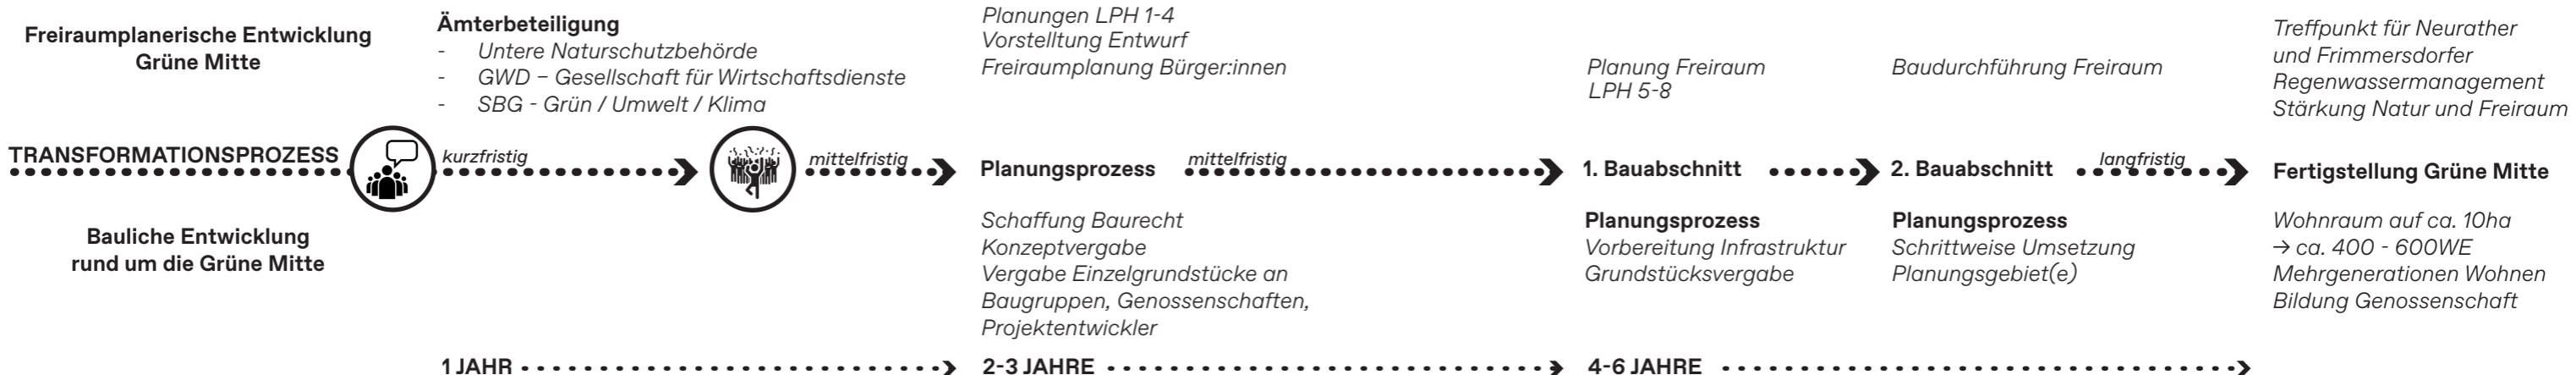 Freiraumplanerische Entwicklung
Grüne Mitte
Ämterbeteiligung
- Untere Naturschutzbehörde
- GWD – Gesellschaft für Wirtschaftsdienste
- SBG - Grün / Umwelt / Klima
Planungen LPH 1-4
Vorstelltung Entwurf
Freiraumplanung Bürger:innen
Planung Freiraum
LPH 5-8
Baudurchführung Freiraum
Treffpunkt für Neurather
und Frimmersdorfer
Regenwassermanagement
Stärkung Natur und Freiraum
TRANSFORMATIONSPROZESS
kurzfristig
mittelfristig
Planungsprozess
mittelfristig
1. Bauabschnitt
2. Bauabschnitt
langfristig
Fertigstellung Grüne Mitte
Bauliche Entwicklung
rund um die Grüne Mitte
Schaffung Baurecht
Konzeptvergabe
Vergabe Einzelgrundstücke an
Baugruppen, Genossenschaften,
Projektentwickler
Planungsprozess
Vorbereitung Infrastruktur
Grundstücksvergabe
Planungsprozess
Schrittweise Umsetzung
Planungsgebiet(e)
Wohnraum auf ca. 10ha
→ ca. 400 - 600WE
Mehrgenerationen Wohnen
Bildung Genossenschaft
1 JAHR
2-3 JAHRE
4-6 JAHRE